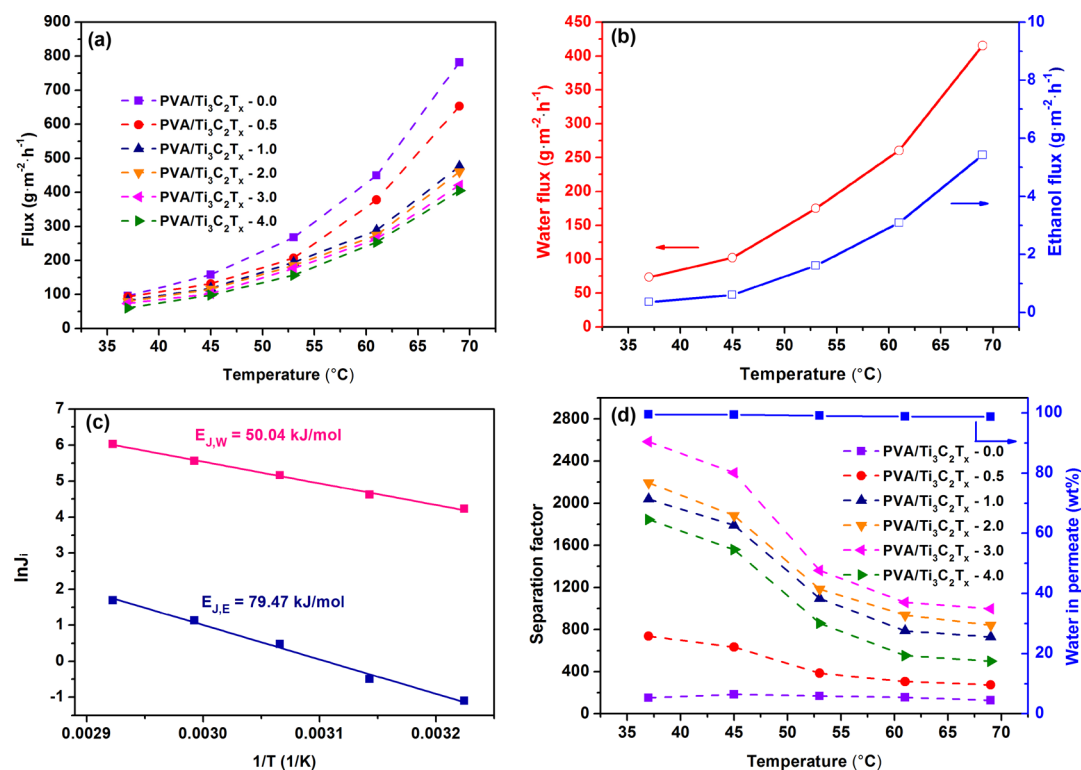 (a)
900
800
700
600
500
400
300
200
100
0
PVA/Ti₃C₂Tₓ - 0.0
PVA/Ti₃C₂Tₓ - 0.5
PVA/Ti₃C₂Tₓ - 1.0
PVA/Ti₃C₂Tₓ - 2.0
PVA/Ti₃C₂Tₓ - 3.0
PVA/Ti₃C₂Tₓ - 4.0
Flux (g·m⁻²·h⁻¹)
35 40 45 50 55 60 65 70
Temperature (°C)
(b)
450
400
350
300
250
200
150
100
50
0
Water flux (g·m⁻²·h⁻¹)
10
8
6
4
2
0
Ethanol flux (g·m⁻²·h⁻¹)
35 40 45 50 55 60 65 70
Temperature (°C)
(c)
7
6
5
4
3
2
1
0
-1
lnJᵢ
E_J,W = 50.04 kJ/mol
E_J,E = 79.47 kJ/mol
0.0029 0.0030 0.0031 0.0032
1/T (1/K)
(d)
2800
2400
2000
1600
1200
800
400
0
Separation factor
PVA/Ti₃C₂Tₓ - 0.0
PVA/Ti₃C₂Tₓ - 0.5
PVA/Ti₃C₂Tₓ - 1.0
PVA/Ti₃C₂Tₓ - 2.0
PVA/Ti₃C₂Tₓ - 3.0
PVA/Ti₃C₂Tₓ - 4.0
100
80
60
40
20
0
Water in permeate (wt%)
35 40 45 50 55 60 65 70
Temperature (°C)